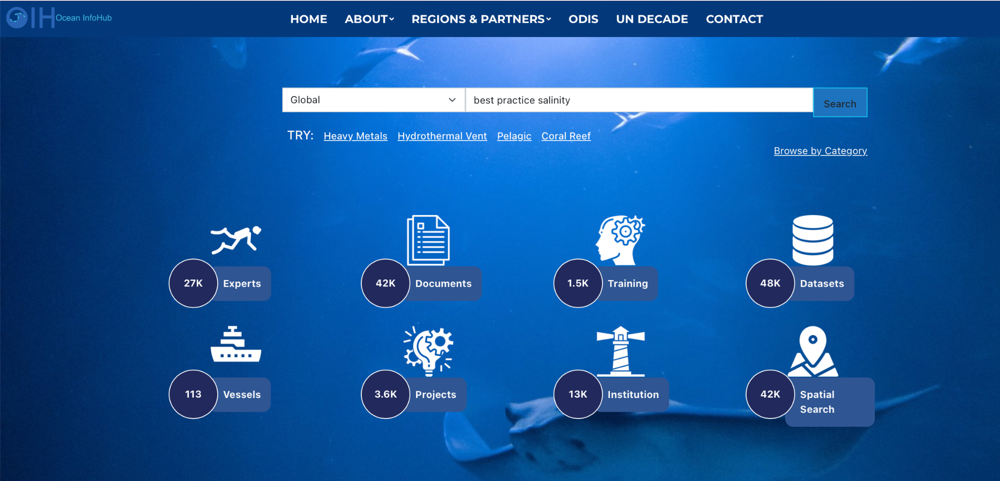 OIH Ocean InfoHub
HOME ABOUT REGIONS & PARTNERS ODIS UN DECADE CONTACT
Global best practice salinity Search
TRY: Heavy Metals Hydrothermal Vent Pelagic Coral Reef
Browse by Category
27K Experts
42K Documents
1.5K Training
48K Datasets
113 Vessels
3.6K Projects
13K Institution
42K Spatial
Search